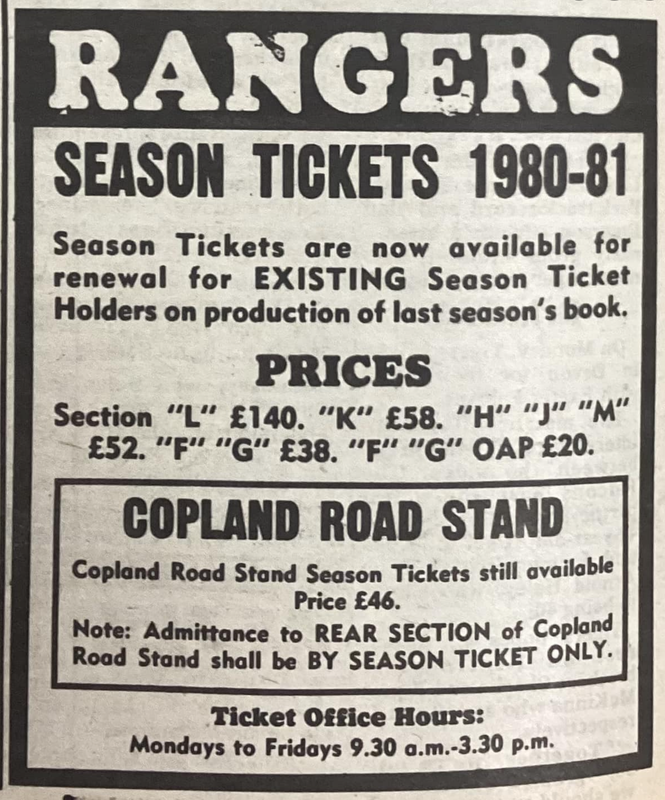 RANGERS
SEASON TICKETS 1980-81
Season Tickets are now available for
renewal for EXISTING Season Ticket
Holders on production of last season's book.
PRICES
Section "L" £140. "K" £58. "H" "J" "M"
£52. "F" "G" £38. "F" "G" OAP £20.
COPLAND ROAD STAND
Copland Road Stand Season Tickets still available
Price £46.
Note: Admittance to REAR SECTION of Copland
Road Stand shall be BY SEASON TICKET ONLY.
Ticket Office Hours:
Mondays to Fridays 9.30 a.m.-3.30 p.m.